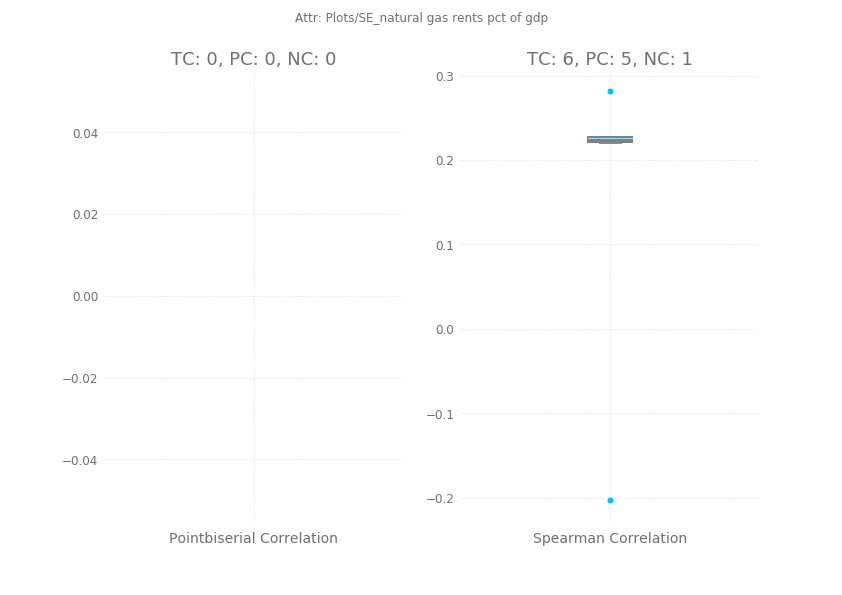 Attr: Plots/SE_natural gas rents pct of gdp
TC: 0, PC: 0, NC: 0
0.04
0.02
0.00
−0.02
−0.04
Pointbiserial Correlation
TC: 6, PC: 5, NC: 1
0.3
0.2
0.1
0.0
−0.1
−0.2
Spearman Correlation